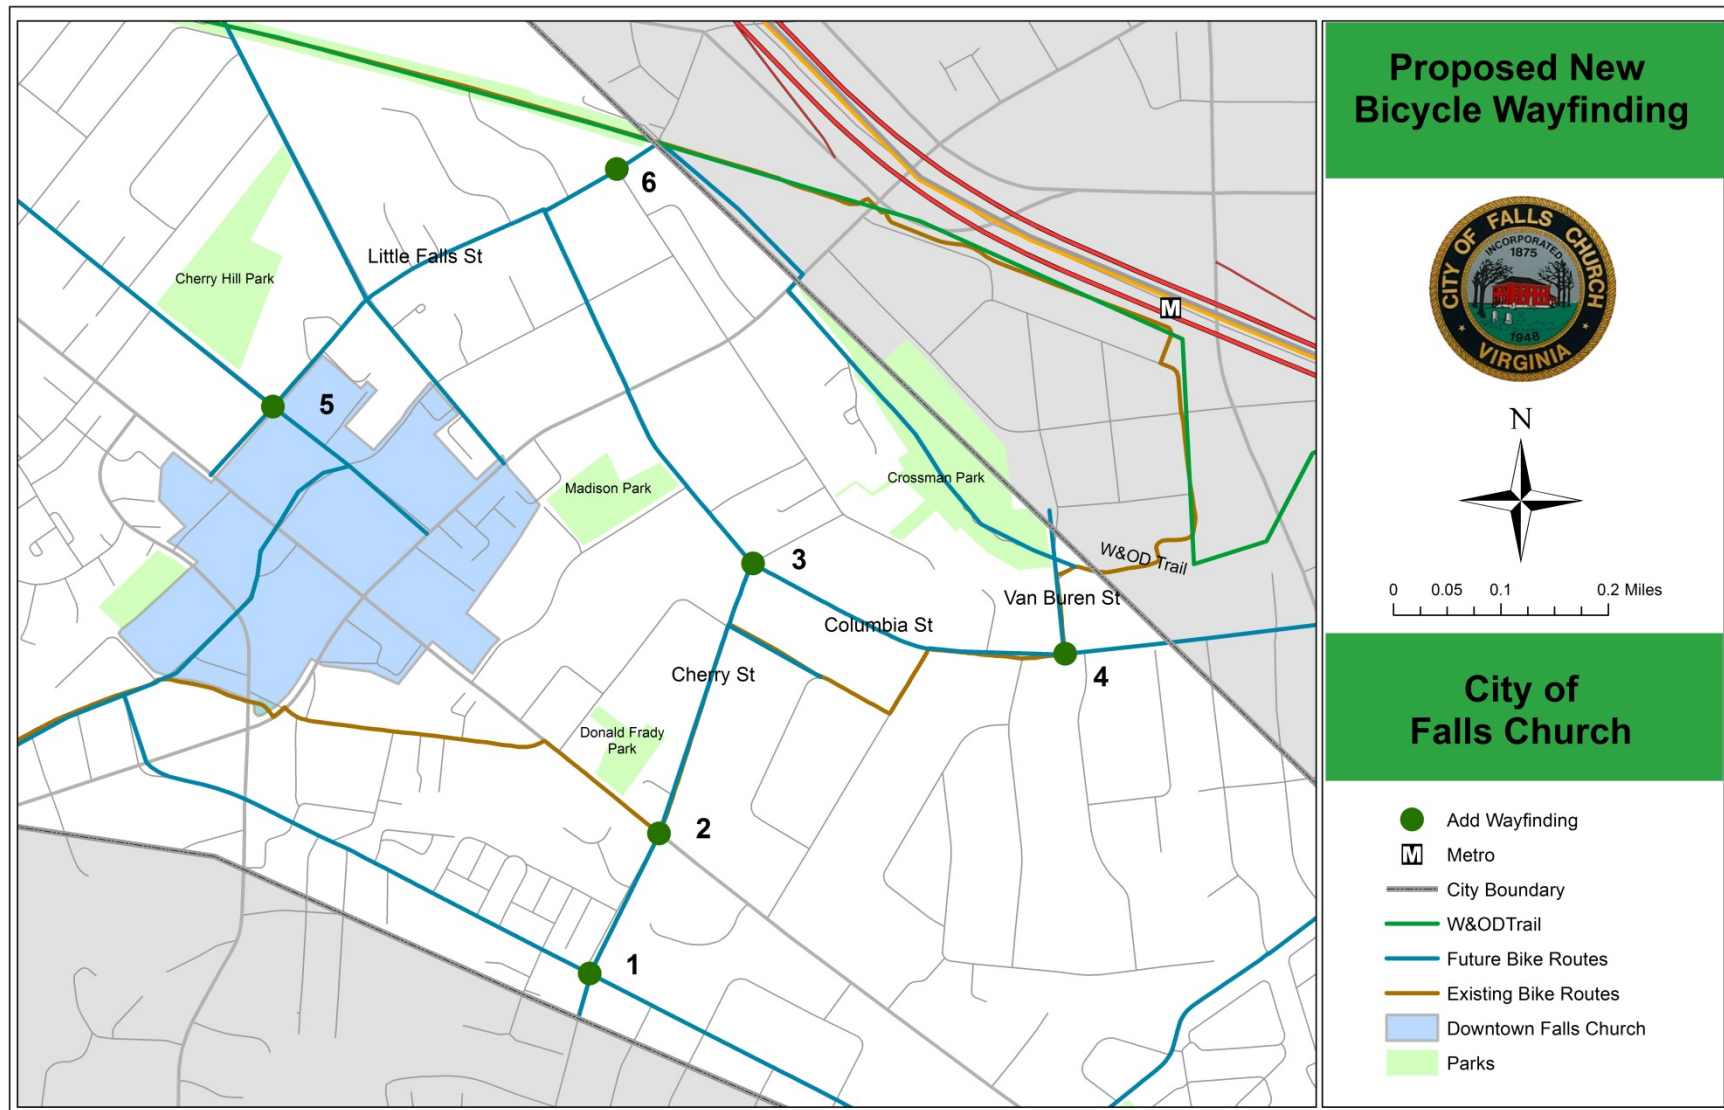 Proposed New
Bicycle Wayfinding
CITY OF FALLS CHURCH
INCORPORATED
1875
1948
VIRGINIA
N
0 0.05 0.1 0.2 Miles
City of
Falls Church
Add Wayfinding
M Metro
City Boundary
W&ODTrail
Future Bike Routes
Existing Bike Routes
Downtown Falls Church
Parks
6
Little Falls St
Cherry Hill Park
M
5
Madison Park
Crossman Park
3
W&OD Trail
Van Buren St
Columbia St
Cherry St
4
Donald Frady
Park
2
1